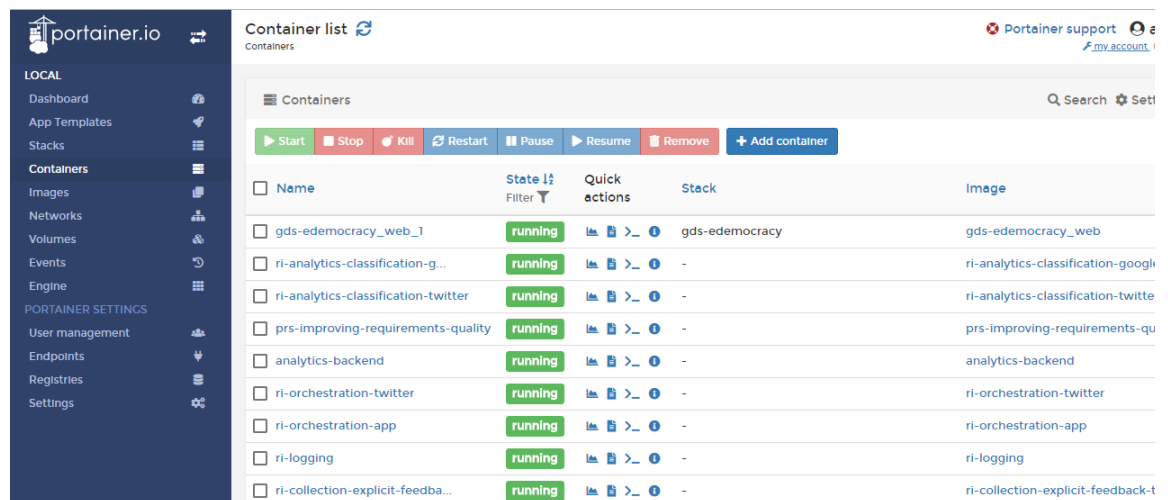 portainer.io
Container list
Containers
Portainer support
my account
LOCAL
Dashboard
App Templates
Stacks
Containers
Images
Networks
Volumes
Events
Engine
PORTAINER SETTINGS
User management
Endpoints
Registries
Settings
Containers
Search
Start Stop Kill Restart Pause Resume Remove + Add container
Name State Filter Quick actions Stack Image
gds-edemocracy_web_1 running gds-edemocracy gds-edemocracy_web
ri-analytics-classification-g... running - ri-analytics-classification-google
ri-analytics-classification-twitter running - ri-analytics-classification-twitte
prs-improving-requirements-quality running - prs-improving-requirements-qu
analytics-backend running - analytics-backend
ri-orchestration-twitter running - ri-orchestration-twitter
ri-orchestration-app running - ri-orchestration-app
ri-logging running - ri-logging
ri-collection-explicit-feedba... running - ri-collection-explicit-feedback-t